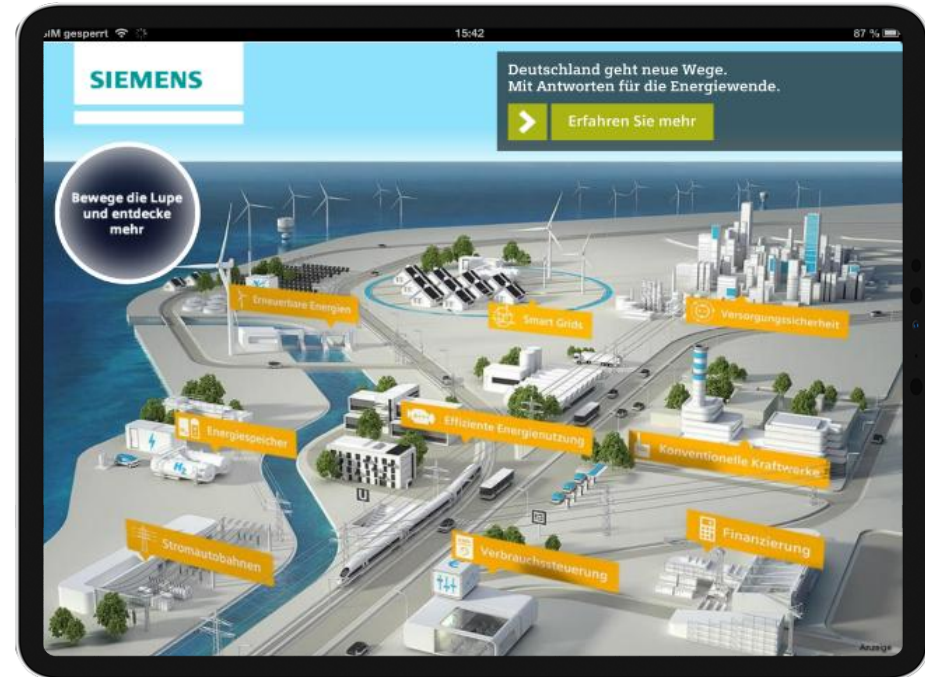 SIM gesperrt
15:42
87 %
SIEMENS
Deutschland geht neue Wege.
Mit Antworten für die Energiewende.
Erfahren Sie mehr
Bewege die Lupe
und entdecke
mehr
Erneuerbare Energien
Smart Grids
Versorgungssicherheit
Energiespeicher
Effiziente Energienutzung
Konventionelle Kraftwerke
H2
U
Stromautobahnen
Verbrauchssteuerung
Finanzierung
Anzeige